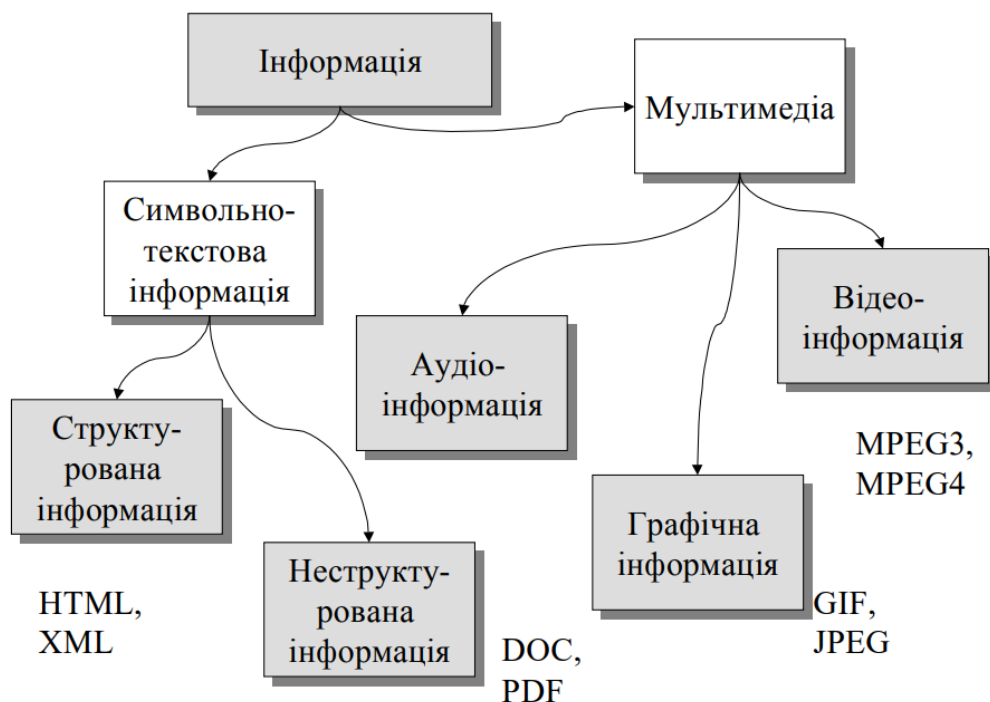 Інформація
Мультимедіа
Символьно-
текстова
інформація
Відео-
інформація
Аудіо-
інформація
Структу-
рована
інформація
MPEG3,
MPEG4
Графічна
інформація
Неструкту-
рована
інформація
HTML,
XML
GIF,
JPEG
DOC,
PDF